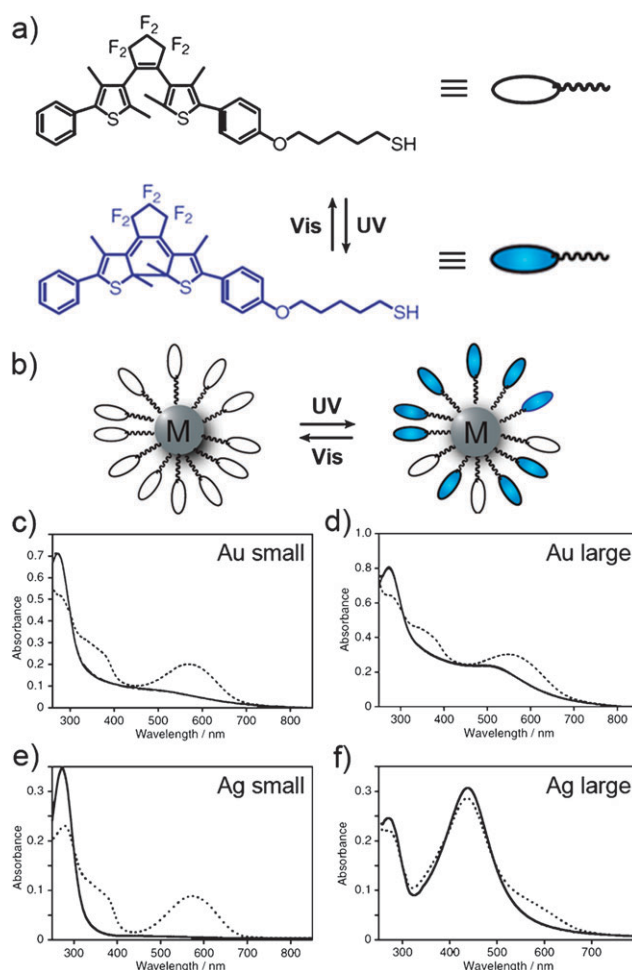 a)
F₂
F₂ F₂
S S
O SH
≡
Vis UV
F₂
F₂ F₂
S S
O SH
≡
b)
M
UV
Vis
M
c)
Au small
Absorbance
0.7
0.6
0.5
0.4
0.3
0.2
0.1
0
300 400 500 600 700 800
Wavelength / nm
d)
Au large
Absorbance
1.0
0.8
0.6
0.4
0.2
0
300 400 500 600 700 800
Wavelength / nm
e)
Ag small
Absorbance
0.3
0.2
0.1
0
300 400 500 600 700 800
Wavelength / nm
f)
Ag large
Absorbance
0.3
0.2
0.1
0
300 400 500 600 700
Wavelength / nm